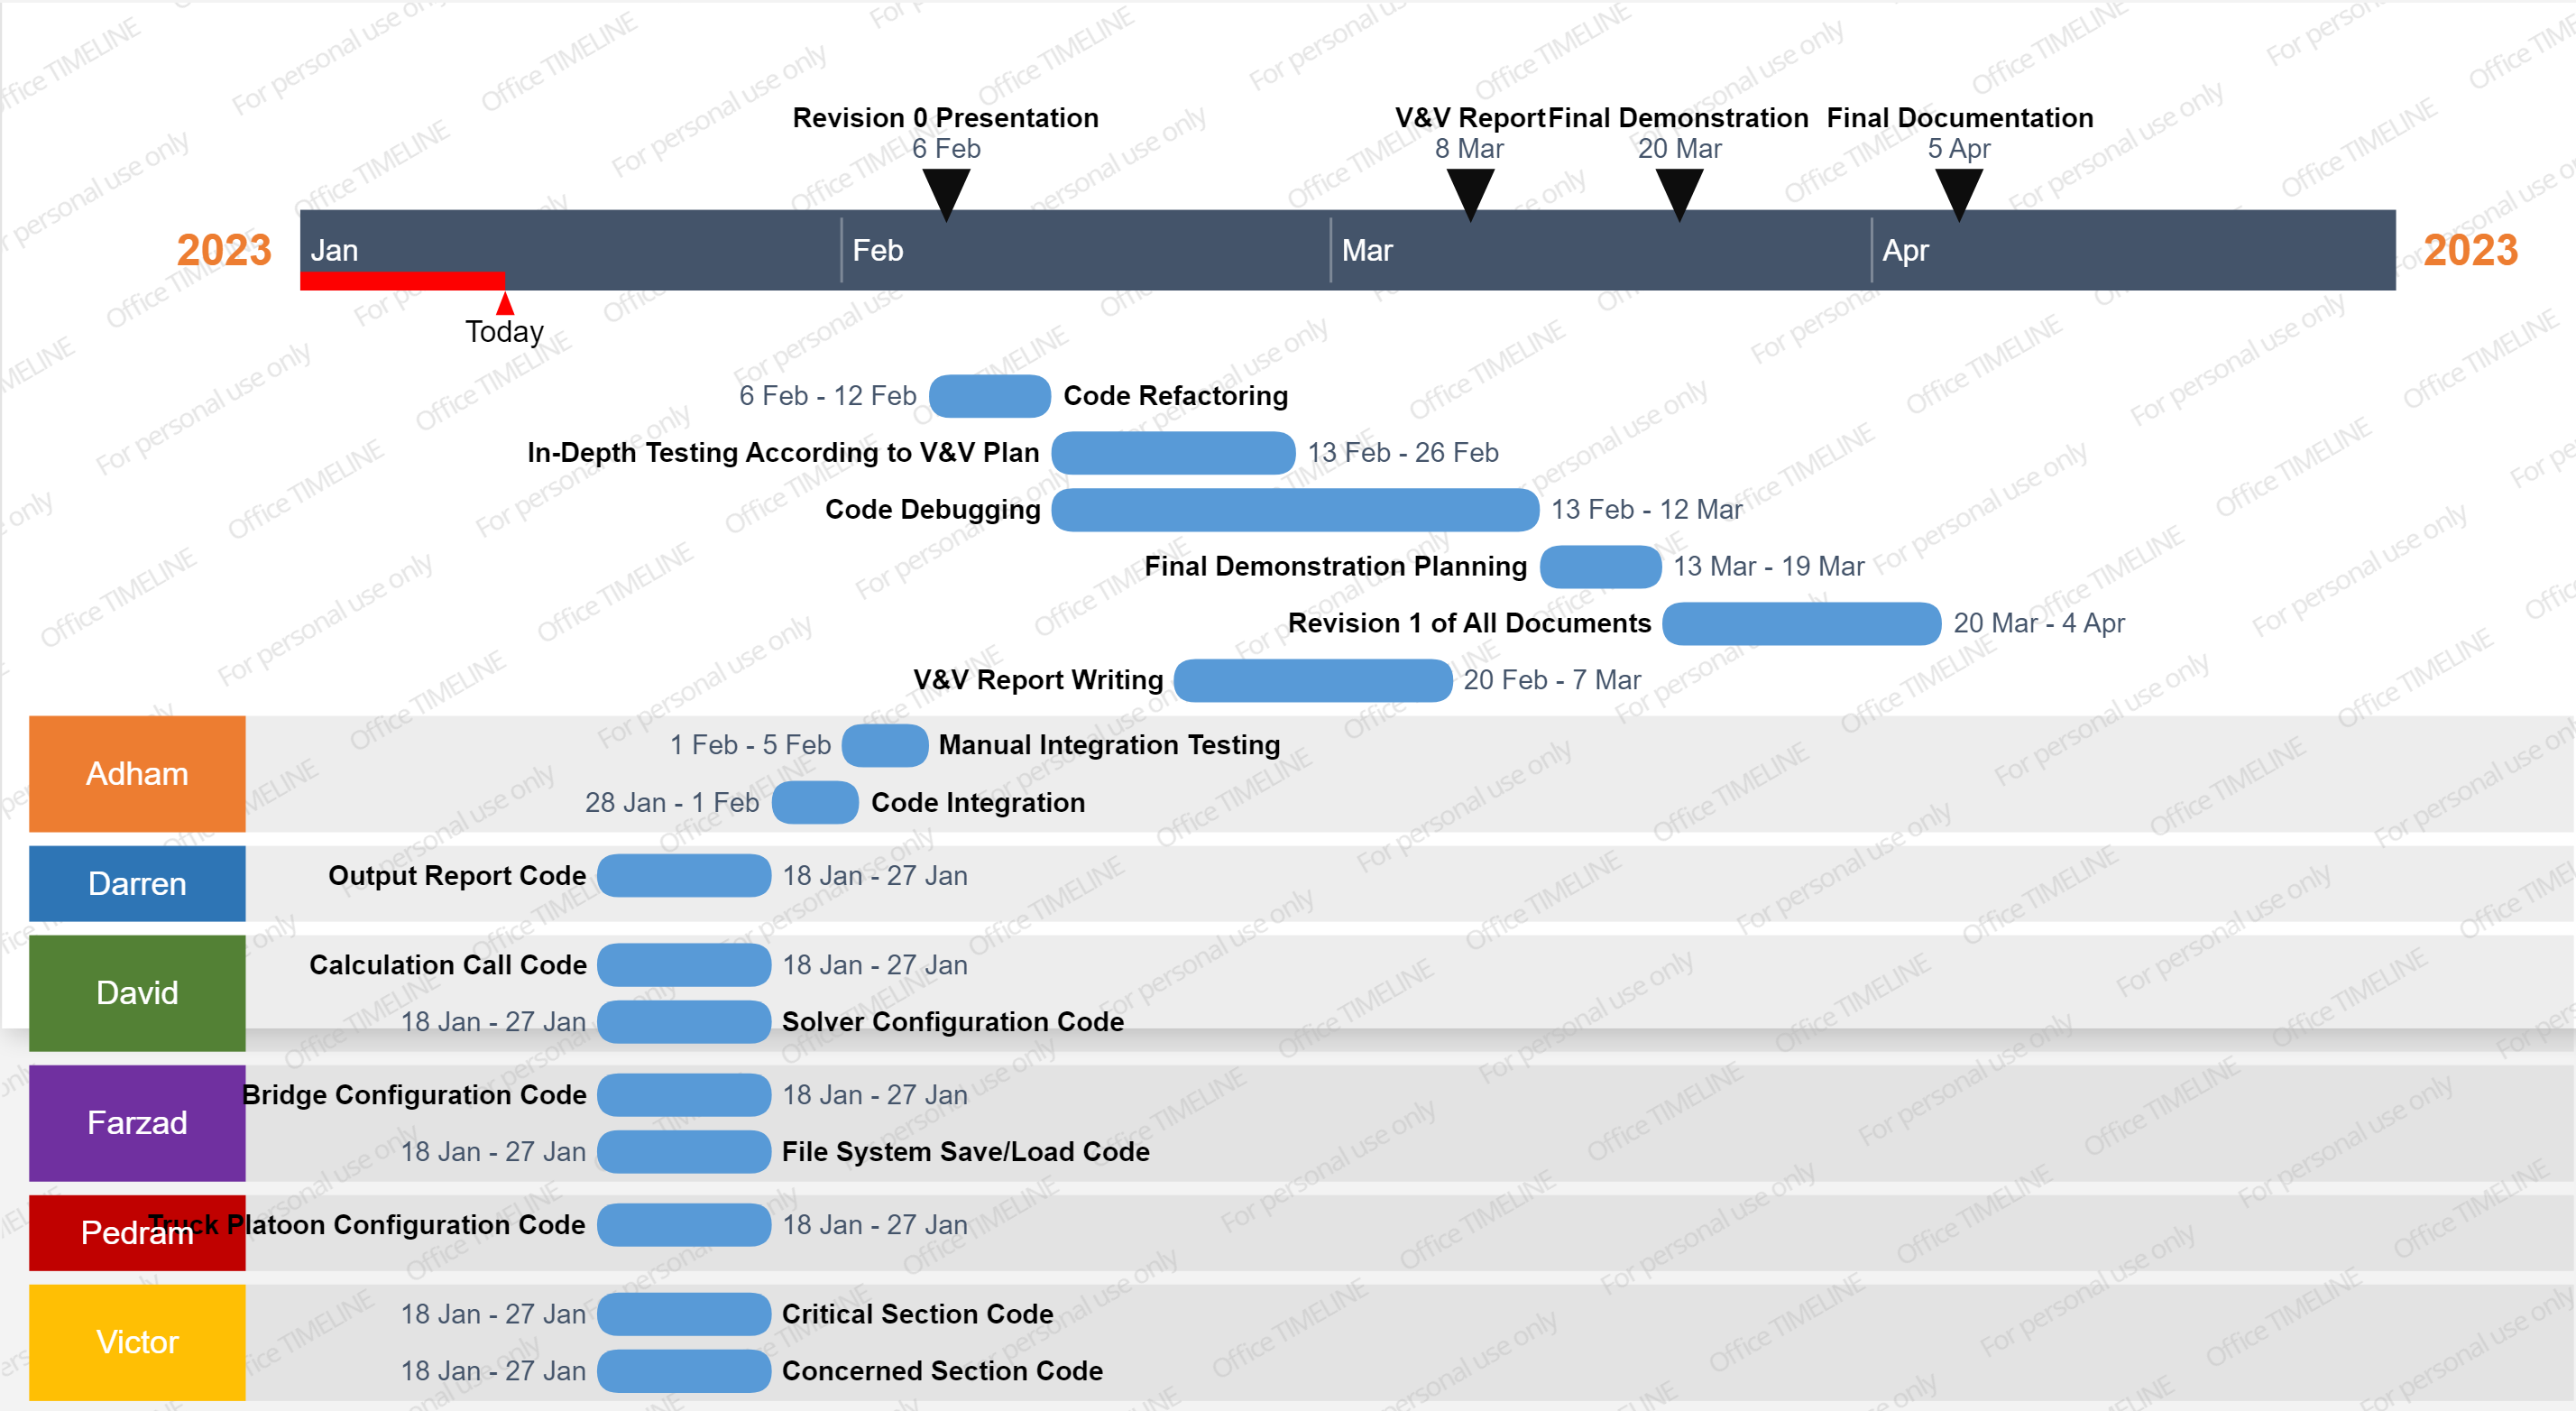 Revision 0 Presentation
6 Feb
V&V Report
8 Mar
Final Demonstration
20 Mar
Final Documentation
5 Apr
2023
Jan
Feb
Mar
Apr
2023
Today
6 Feb - 12 Feb Code Refactoring
In-Depth Testing According to V&V Plan 13 Feb - 26 Feb
Code Debugging 13 Feb - 12 Mar
Final Demonstration Planning 13 Mar - 19 Mar
Revision 1 of All Documents 20 Mar - 4 Apr
V&V Report Writing 20 Feb - 7 Mar
Adham
1 Feb - 5 Feb Manual Integration Testing
28 Jan - 1 Feb Code Integration
Darren
Output Report Code 18 Jan - 27 Jan
David
Calculation Call Code 18 Jan - 27 Jan
18 Jan - 27 Jan Solver Configuration Code
Farzad
Bridge Configuration Code 18 Jan - 27 Jan
18 Jan - 27 Jan File System Save/Load Code
Pedram
Truck Platoon Configuration Code 18 Jan - 27 Jan
Victor
18 Jan - 27 Jan Critical Section Code
18 Jan - 27 Jan Concerned Section Code
Office TIMELINE
For personal use only